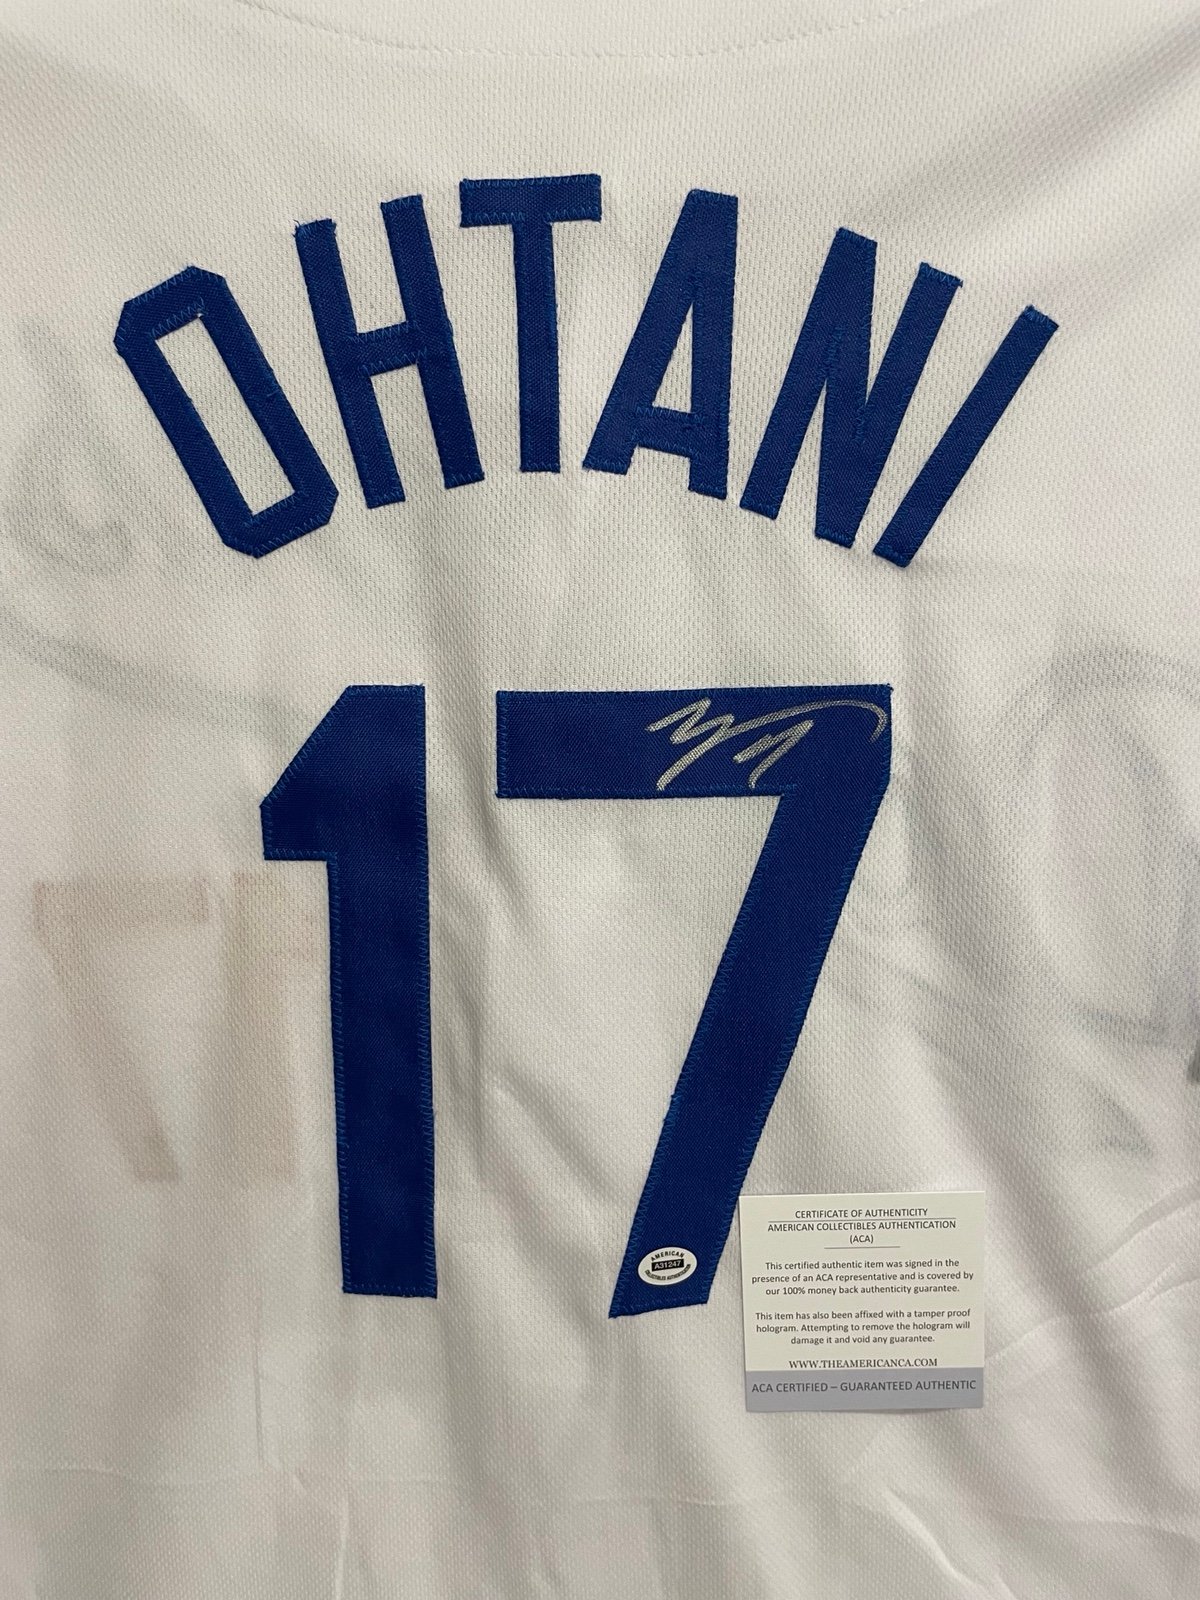 OHTANI
17
AMERICAN
A31247
COLLECTIBLES AUTHENTICATION
CERTIFICATE OF AUTHENTICITY
AMERICAN COLLECTIBLES AUTHENTICATION
(ACA)
This certified authentic item was signed in the
presence of an ACA representative and is covered by
our 100% money back authenticity guarantee.
This item has also been affixed with a tamper proof
hologram. Attempting to remove the hologram will
damage it and void any guarantee.
WWW.THEAMERICANCA.COM
ACA CERTIFIED – GUARANTEED AUTHENTIC